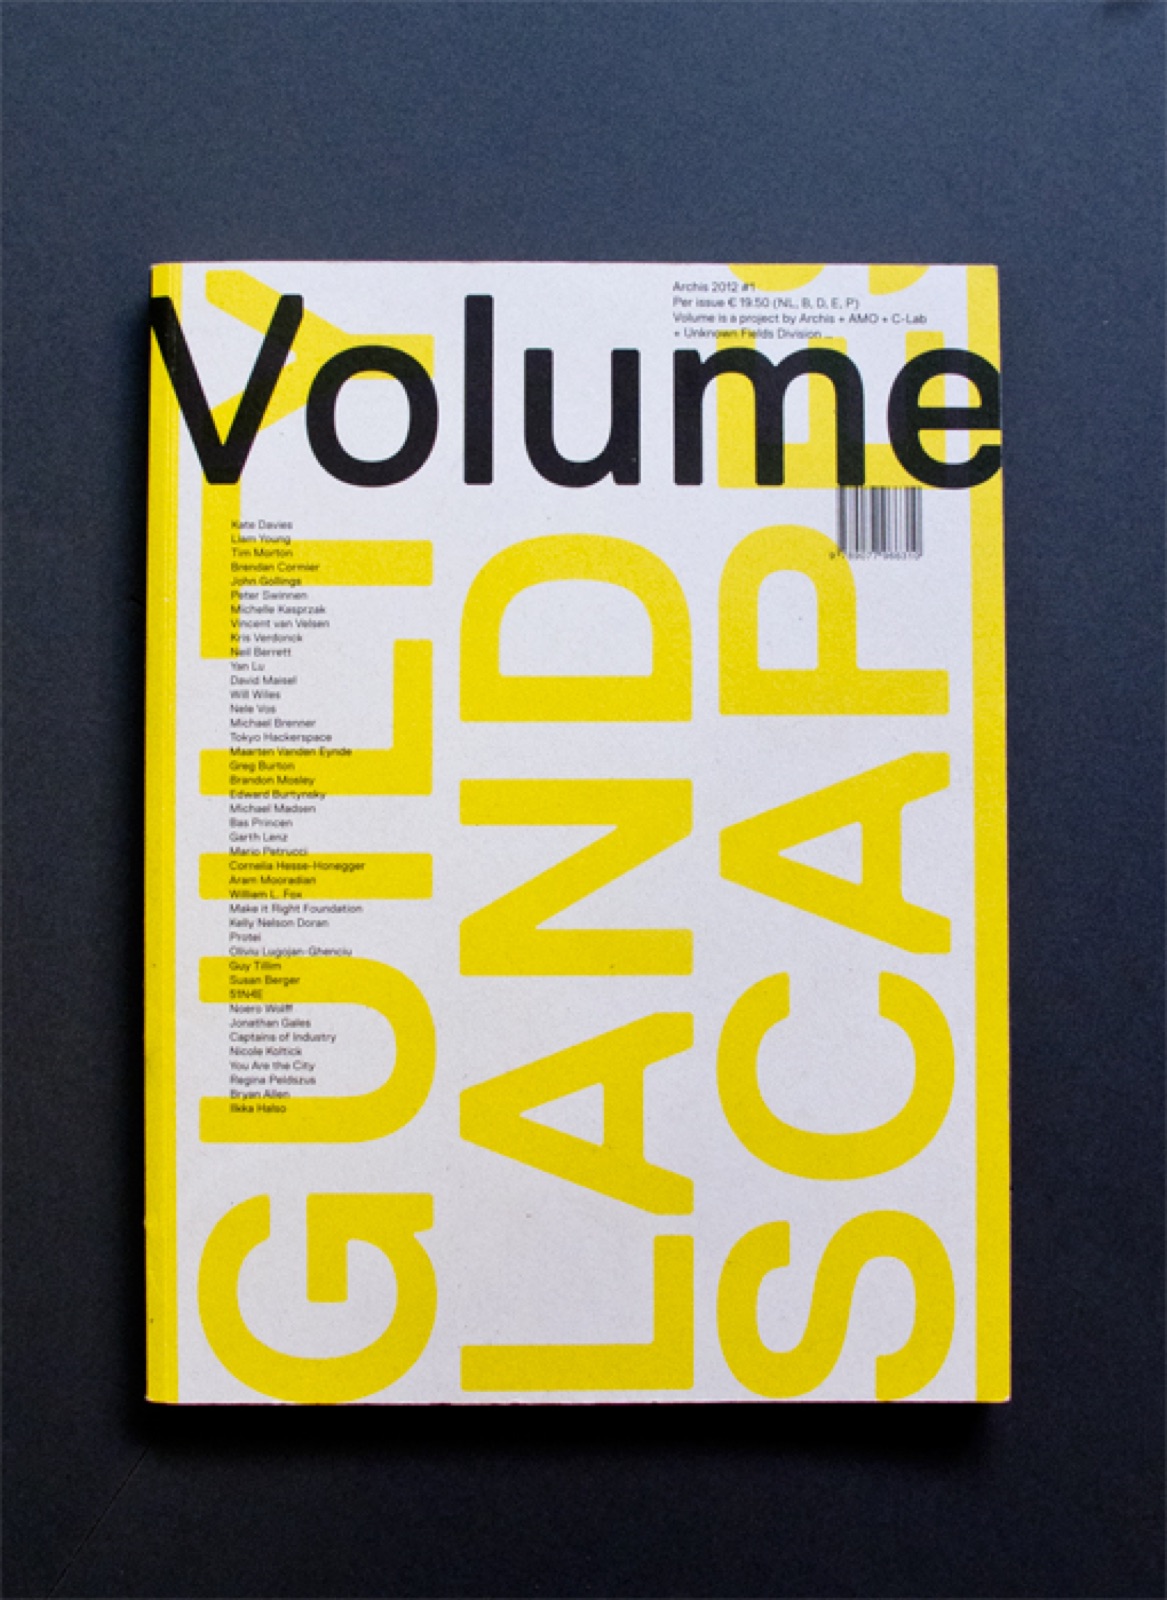 Archis 2012 #1
Per issue € 19.50 (NL, B, D, E, P)
Volume is a project by Archis + AMO + C-Lab
+ Unknown Fields Division ...
Volume
Kate Davies
Liam Young
Tim Morton
Brendan Cormier
John Gollings
Peter Swinnen
Michelle Kasprzak
Vincent van Velsen
Kris Verdonck
Neil Berrett
Yan Lu
David Maisel
Will Wiles
Nele Vos
Michael Brenner
Tokyo Hackerspace
Maarten Vanden Eynde
Greg Burton
Brandon Mosley
Edward Burtynsky
Michael Madsen
Bas Princen
Garth Lenz
Mario Petrucci
Cornelia Hesse-Honegger
Aram Mooradian
William L. Fox
Make it Right Foundation
Kelly Nelson Doran
Protei
Oliviu Lugojan-Ghenciu
Guy Tillim
Susan Berger
51N4E
Noero Wolff
Jonathan Gales
Captains of Industry
Nicole Koltick
You Are the City
Regina Peldszus
Bryan Allen
Ilkka Halso
GUILTY
LAND
SCAPES